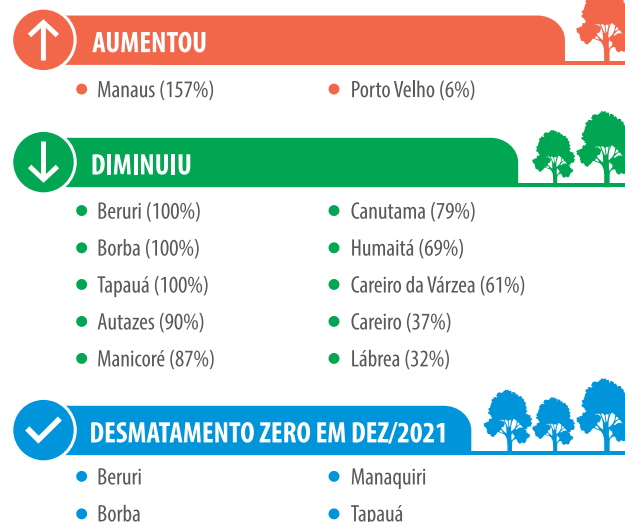 AUMENTOU
Manaus (157%)
Porto Velho (6%)
DIMINUIU
Beruri (100%)
Borba (100%)
Tapauá (100%)
Autazes (90%)
Manicoré (87%)
Canutama (79%)
Humaitá (69%)
Careiro da Várzea (61%)
Careiro (37%)
Lábrea (32%)
DESMATAMENTO ZERO EM DEZ/2021
Beruri
Borba
Manaquiri
Tapauá